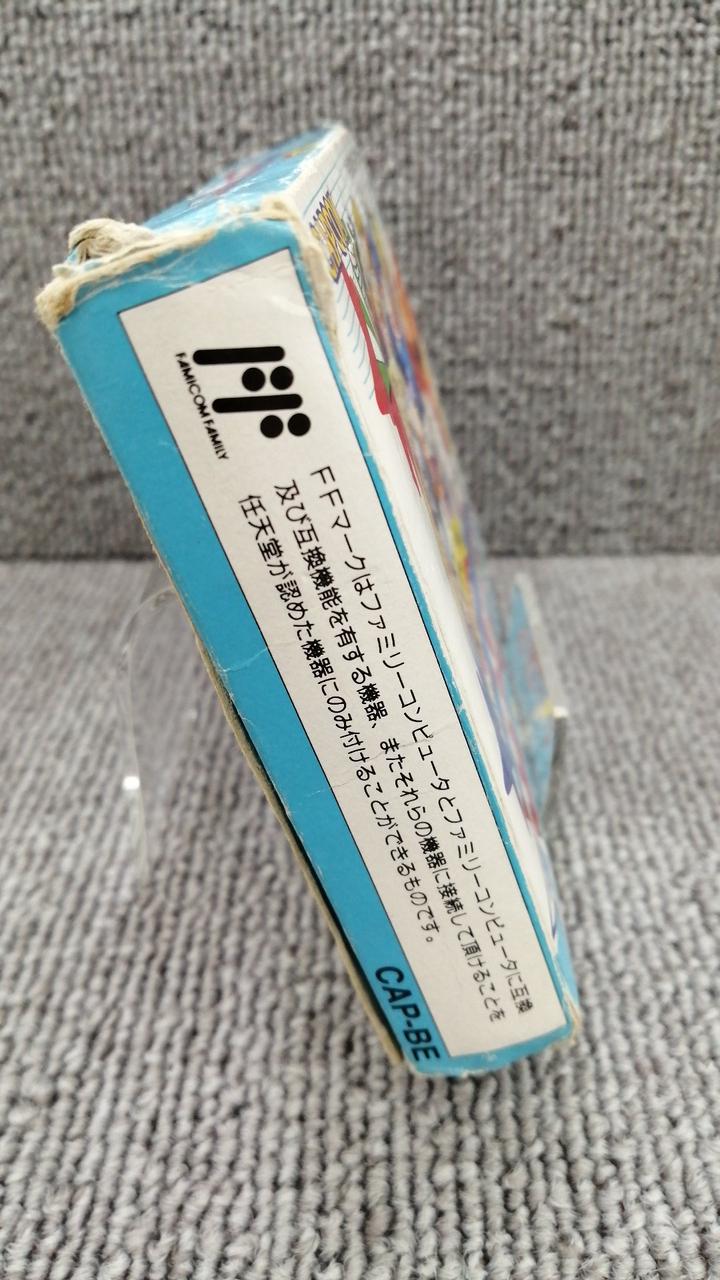 FAMICOM FAMILY
FFマークはファミリーコンピュータとファミリーコンピュータに互換
及び互換機能を有する機器、またそれらの機器に接続して頂けることを
任天堂が認めた機器にのみ付けることができるものです。
CAP-BE